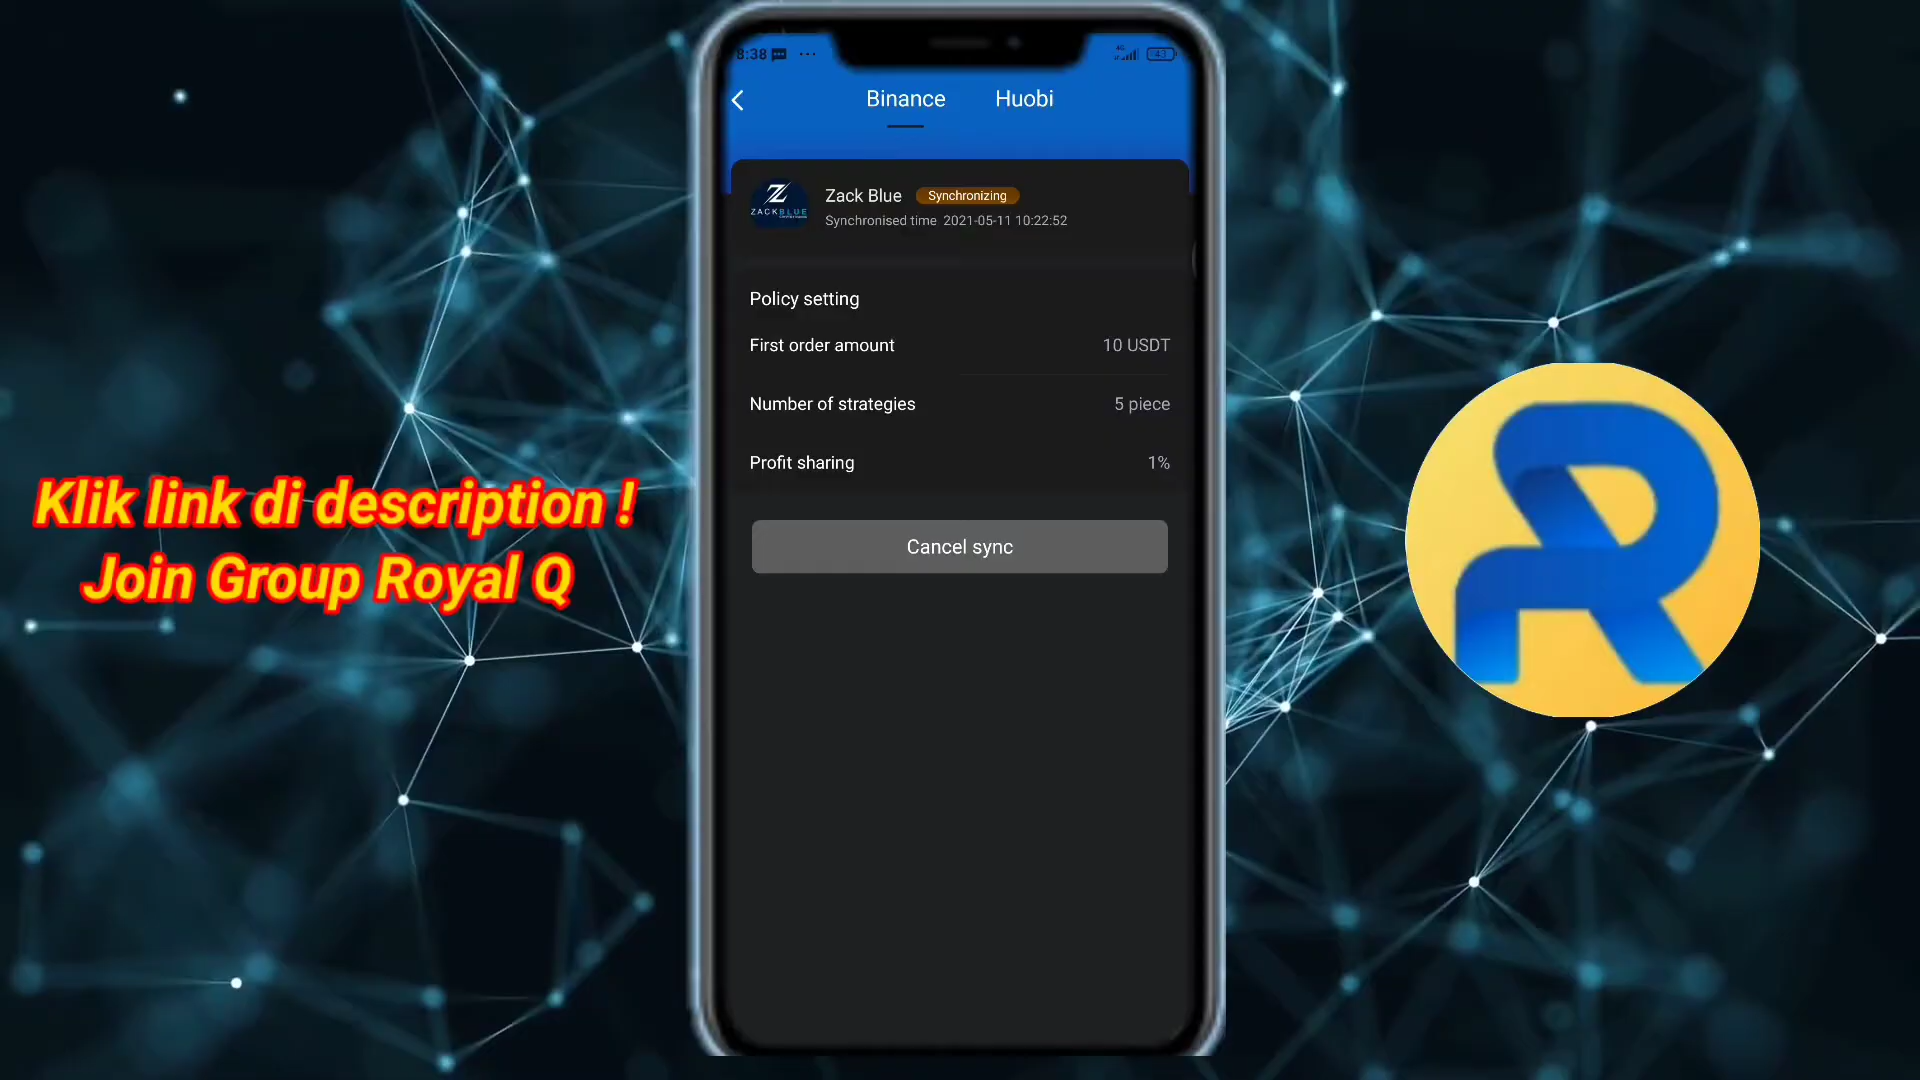 8:38
43
Binance
Huobi
Zack Blue
Synchronizing
ZACKBLUE
Synchronised time 2021-05-11 10:22:52
Policy setting
First order amount
10 USDT
Number of strategies
5 piece
Profit sharing
1%
Cancel sync
Klik link di description !
Join Group Royal Q